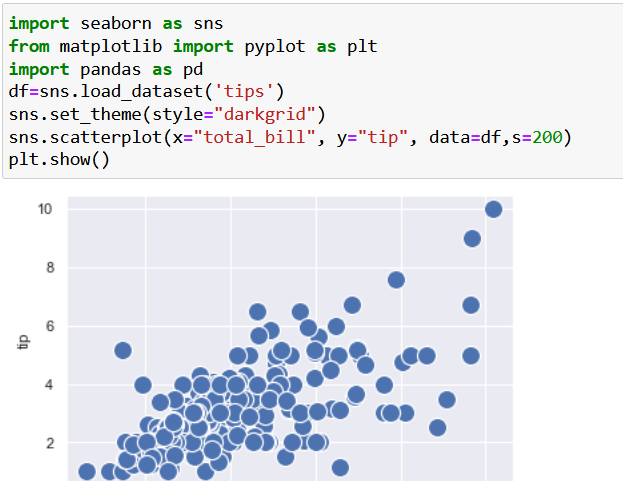 import seaborn as sns
from matplotlib import pyplot as plt
import pandas as pd
df=sns.load_dataset('tips')
sns.set_theme(style="darkgrid")
sns.scatterplot(x="total_bill", y="tip", data=df,s=200)
plt.show()
10
8
6
tip
4
2